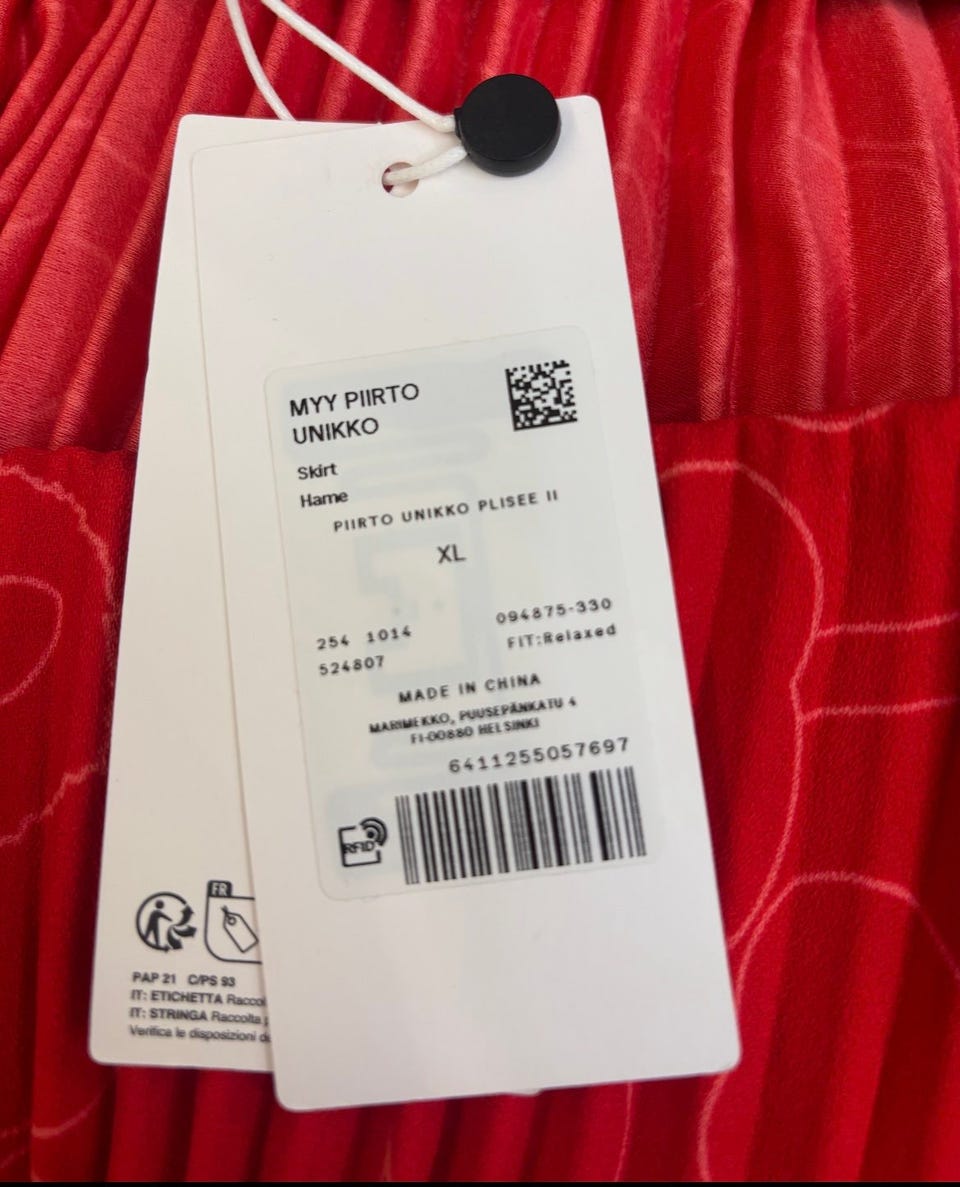 MYY PIIRTO
UNIKKO
Skirt
Hame
PIIRTO UNIKKO PLISEE II
XL
254 1014
094875-330
524807
FIT:Relaxed
MADE IN CHINA
MARIMEKKO, PUUSEPÄNKATU 4
FI-00880 HELSINKI
6411255057697
RFID
FR
PAP 21 C/PS 93
IT: ETICHETTA Raccol
IT: STRINGA Raccolta
Verifica le disposizioni